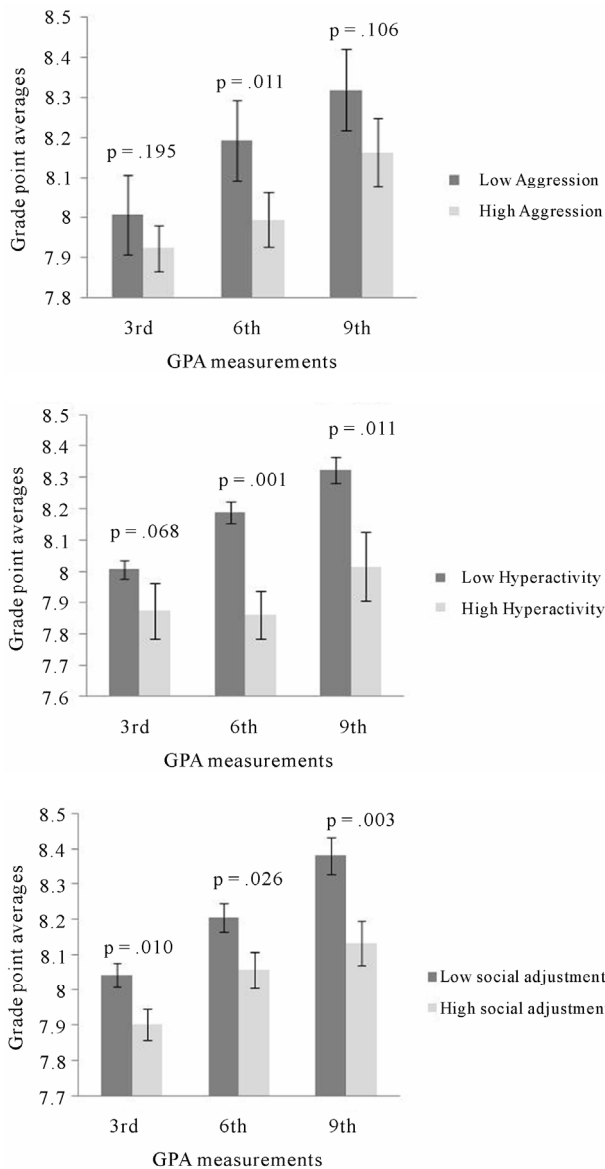 8.5
8.4
8.3
8.2
8.1
8
7.9
7.8
Grade point averages
p = .195
p = .011
p = .106
3rd
6th
9th
GPA measurements
Low Aggression
High Aggression
8.5
8.4
8.3
8.2
8.1
8
7.9
7.8
7.7
7.6
Grade point averages
p = .068
p = .001
p = .011
3rd
6th
9th
GPA measurements
Low Hyperactivity
High Hyperactivity
8.5
8.4
8.3
8.2
8.1
8
7.9
7.8
7.7
Grade point averages
p = .010
p = .026
p = .003
3rd
6th
9th
GPA measurements
Low social adjustment
High social adjustmen